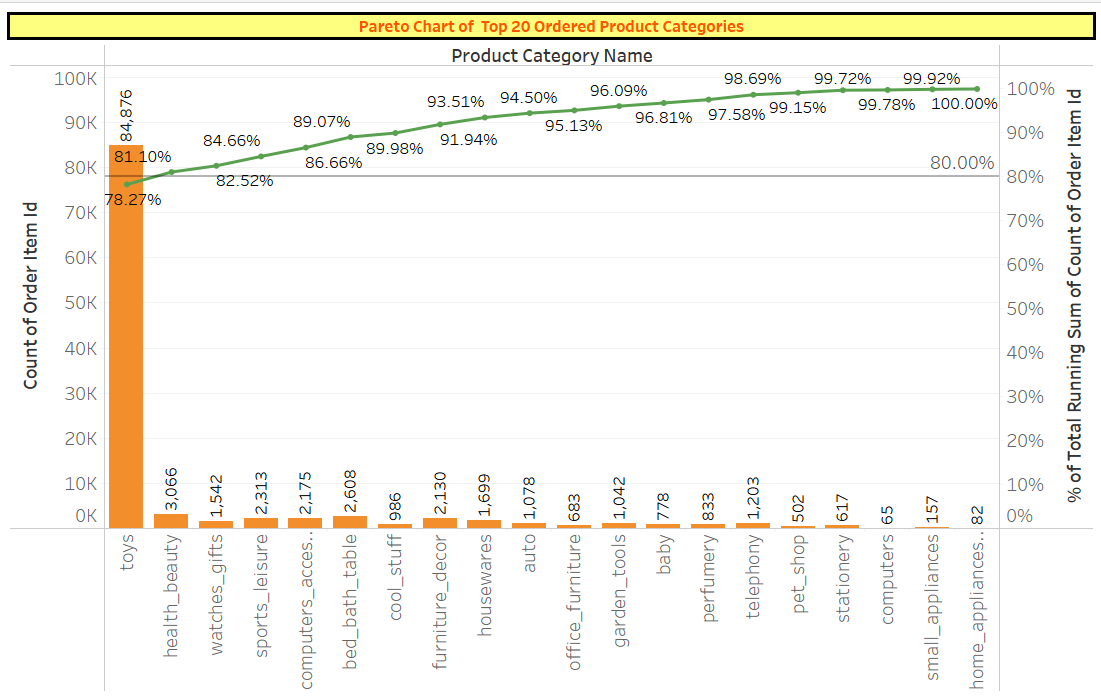 Pareto Chart of  Top 20 Ordered Product Categories
Product Category Name
Count of Order Item Id
100K
90K
80K
70K
60K
50K
40K
30K
20K
10K
0K
84,876
3,066
1,542
2,313
2,175
2,608
986
2,130
1,699
1,078
683
1,042
778
833
1,203
502
617
65
157
82
78.27%
81.10%
82.52%
84.66%
86.66%
89.07%
89.98%
91.94%
93.51%
94.50%
95.13%
96.09%
96.81%
97.58%
98.69%
99.15%
99.72%
99.78%
99.92%
100.00%
80.00%
100%
90%
80%
70%
60%
50%
40%
30%
20%
10%
0%
% of Total Running Sum of Count of Order Item Id
toys
health_beauty
watches_gifts
sports_leisure
computers_acces..
bed_bath_table
cool_stuff
furniture_decor
housewares
auto
office_furniture
garden_tools
baby
perfumery
telephony
pet_shop
stationery
computers
small_appliances
home_appliances..